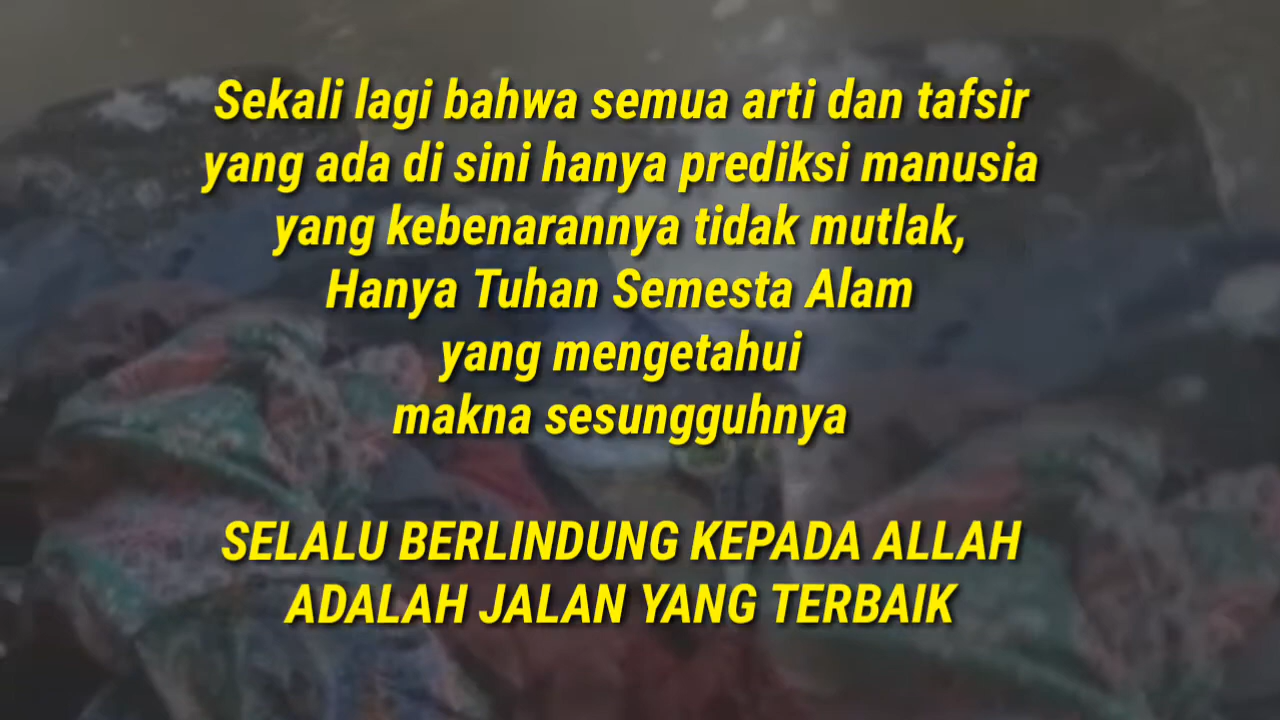 Sekali lagi bahwa semua arti dan tafsir
yang ada di sini hanya prediksi manusia
yang kebenarannya tidak mutlak,
Hanya Tuhan Semesta Alam
yang mengetahui
makna sesungguhnya
SELALU BERLINDUNG KEPADA ALLAH
ADALAH JALAN YANG TERBAIK